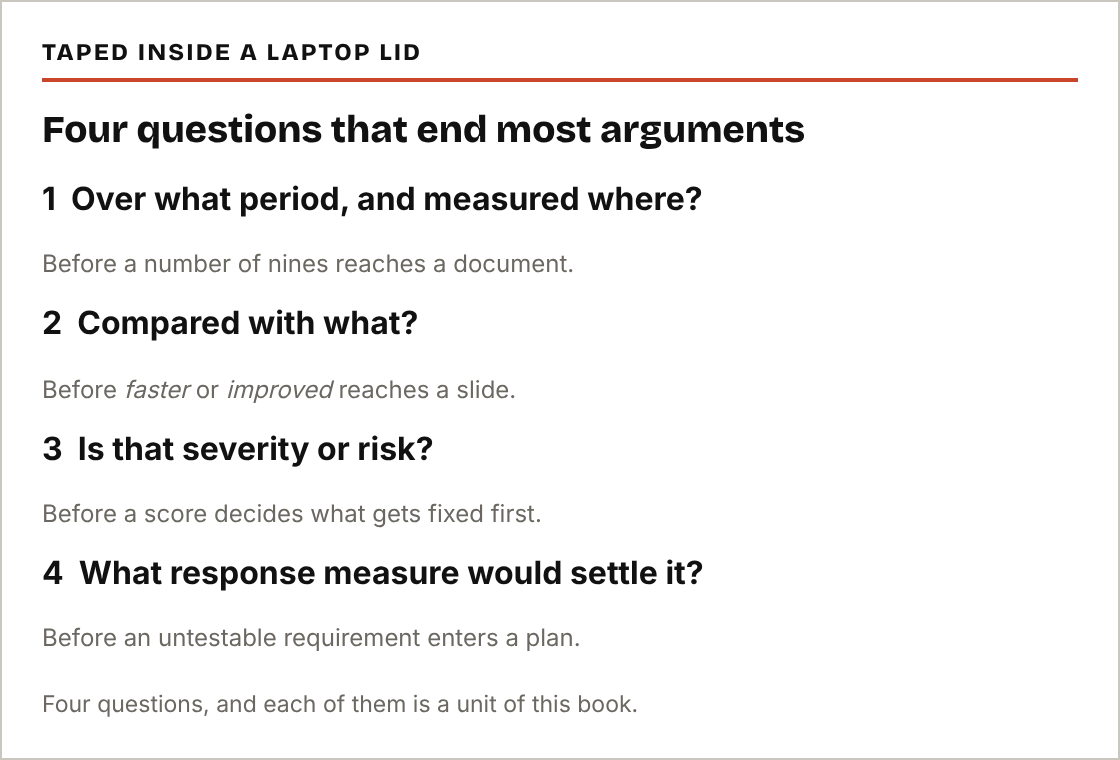 TAPED INSIDE A LAPTOP LID
Four questions that end most arguments
1 Over what period, and measured where?
Before a number of nines reaches a document.
2 Compared with what?
Before faster or improved reaches a slide.
3 Is that severity or risk?
Before a score decides what gets fixed first.
4 What response measure would settle it?
Before an untestable requirement enters a plan.
Four questions, and each of them is a unit of this book.